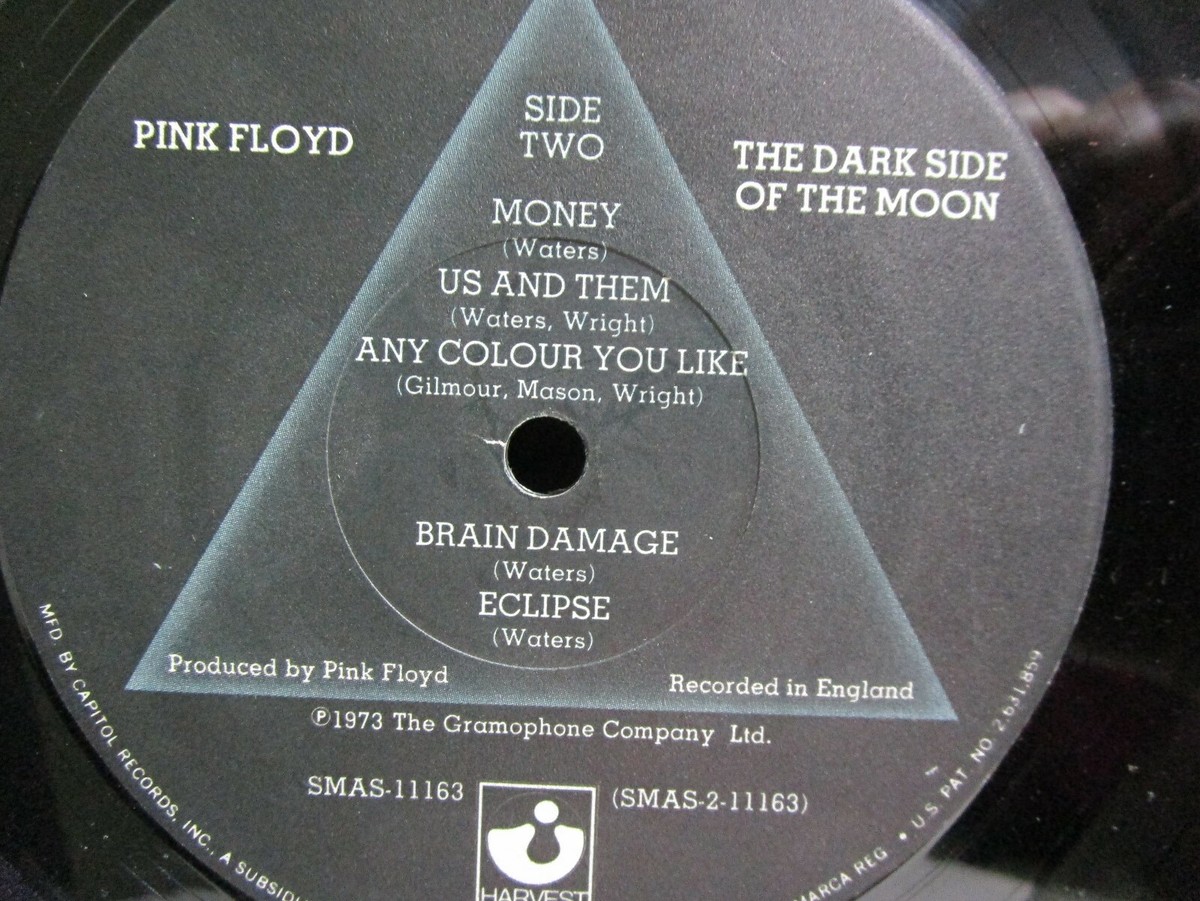 SIDE
TWO
PINK FLOYD
THE DARK SIDE
OF THE MOON
MONEY
(Waters)
US AND THEM
(Waters, Wright)
ANY COLOUR YOU LIKE
(Gilmour, Mason, Wright)
BRAIN DAMAGE
(Waters)
ECLIPSE
(Waters)
Produced by Pink Floyd
Recorded in England
℗1973 The Gramophone Company Ltd.
SMAS-11163
(SMAS-2-11163)
HARVEST
MFD. BY CAPITOL RECORDS, INC., A
MARCA REG • U.S. PAT. NO. 2,631,859